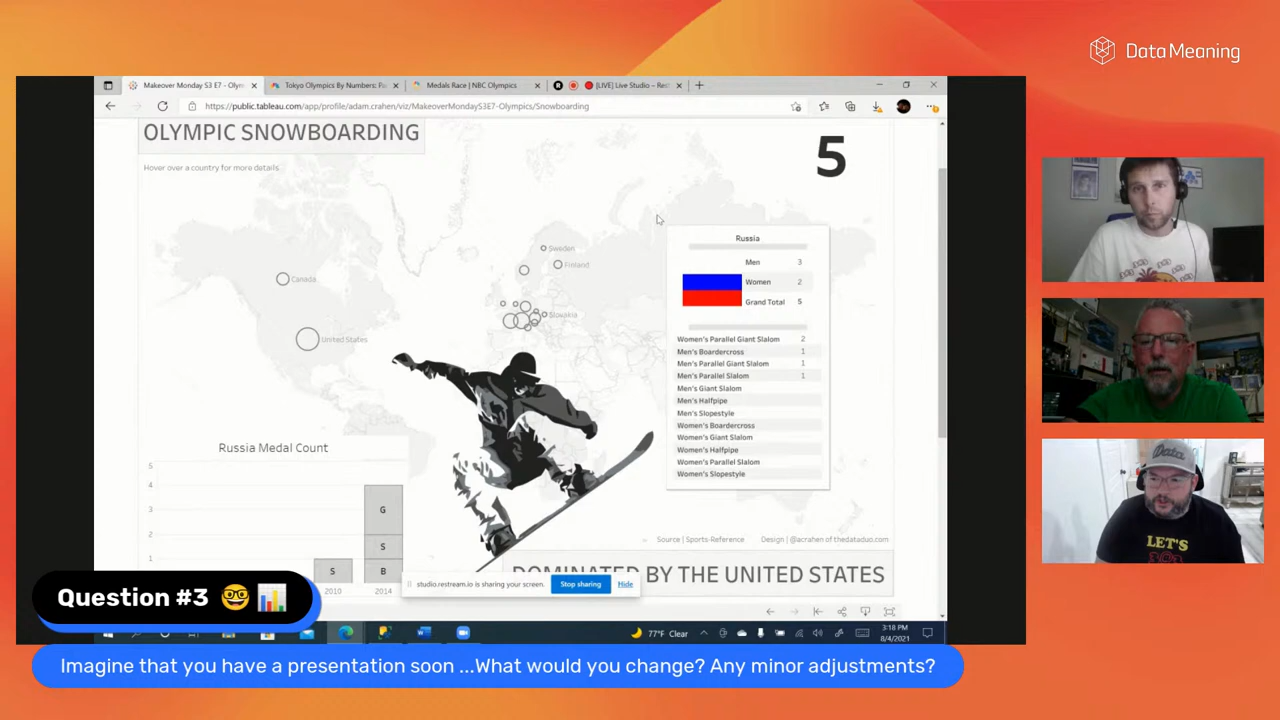 Data Meaning
Makeover Monday S3 E7 - Olym
Tokyo Olympics By Numbers: Pa
Medals Race | NBC Olympics
[LIVE] Live Studio – Rest
https://public.tableau.com/app/profile/adam.crahen/viz/MakeoverMondayS3E7-Olympics/Snowboarding
OLYMPIC SNOWBOARDING
5
Hover over a country for more details
Sweden
Finland
Canada
Slovakia
United States
Russia
Men 3
Women 2
Grand Total 5
Women's Parallel Giant Slalom 2
Men's Boardercross 1
Men's Parallel Giant Slalom 1
Men's Parallel Slalom 1
Men's Giant Slalom
Men's Halfpipe
Men's Slopestyle
Women's Boardercross
Women's Giant Slalom
Women's Halfpipe
Women's Parallel Slalom
Women's Slopestyle
Russia Medal Count
5
4
3
2
1
G
S
S
B
2010
2014
Source | Sports-Reference
Design | @acrahen of thedataduo.com
DOMINATED BY THE UNITED STATES
studio.restream.io is sharing your screen.
Stop sharing
Hide
77°F Clear
3:18 PM
8/4/2021
Data
LET'S
Question #3
Imagine that you have a presentation soon ...What would you change? Any minor adjustments?